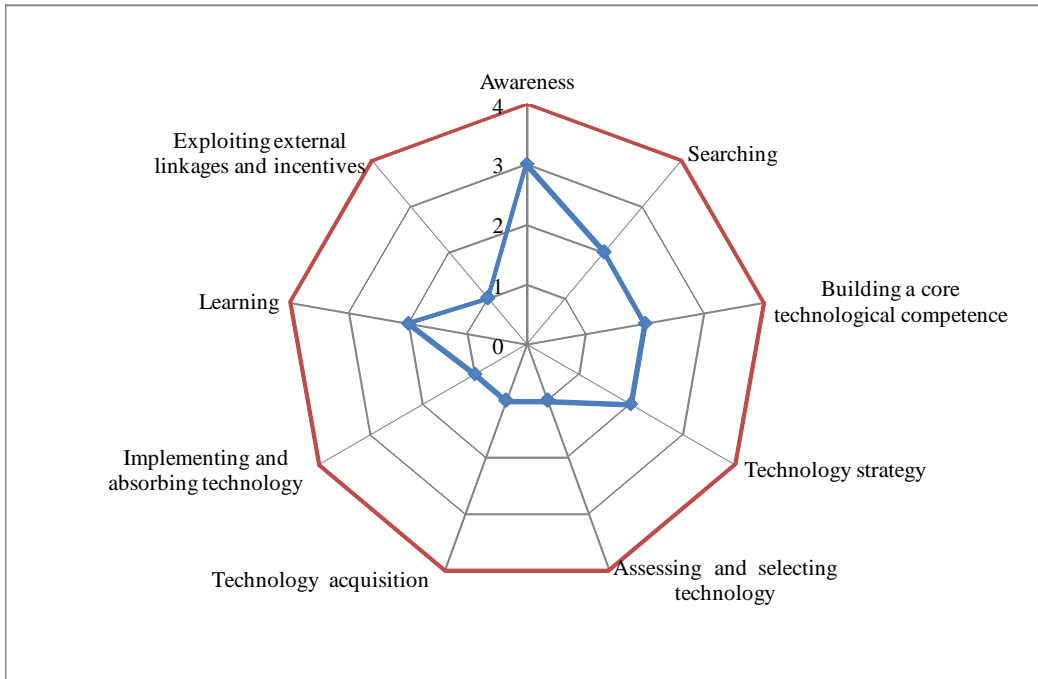 Awareness
4
Exploiting external
linkages and incentives
Searching
3
2
Learning
1
Building a core
technological competence
0
Implementing and
absorbing technology
Technology strategy
Technology acquisition
Assessing and selecting
technology